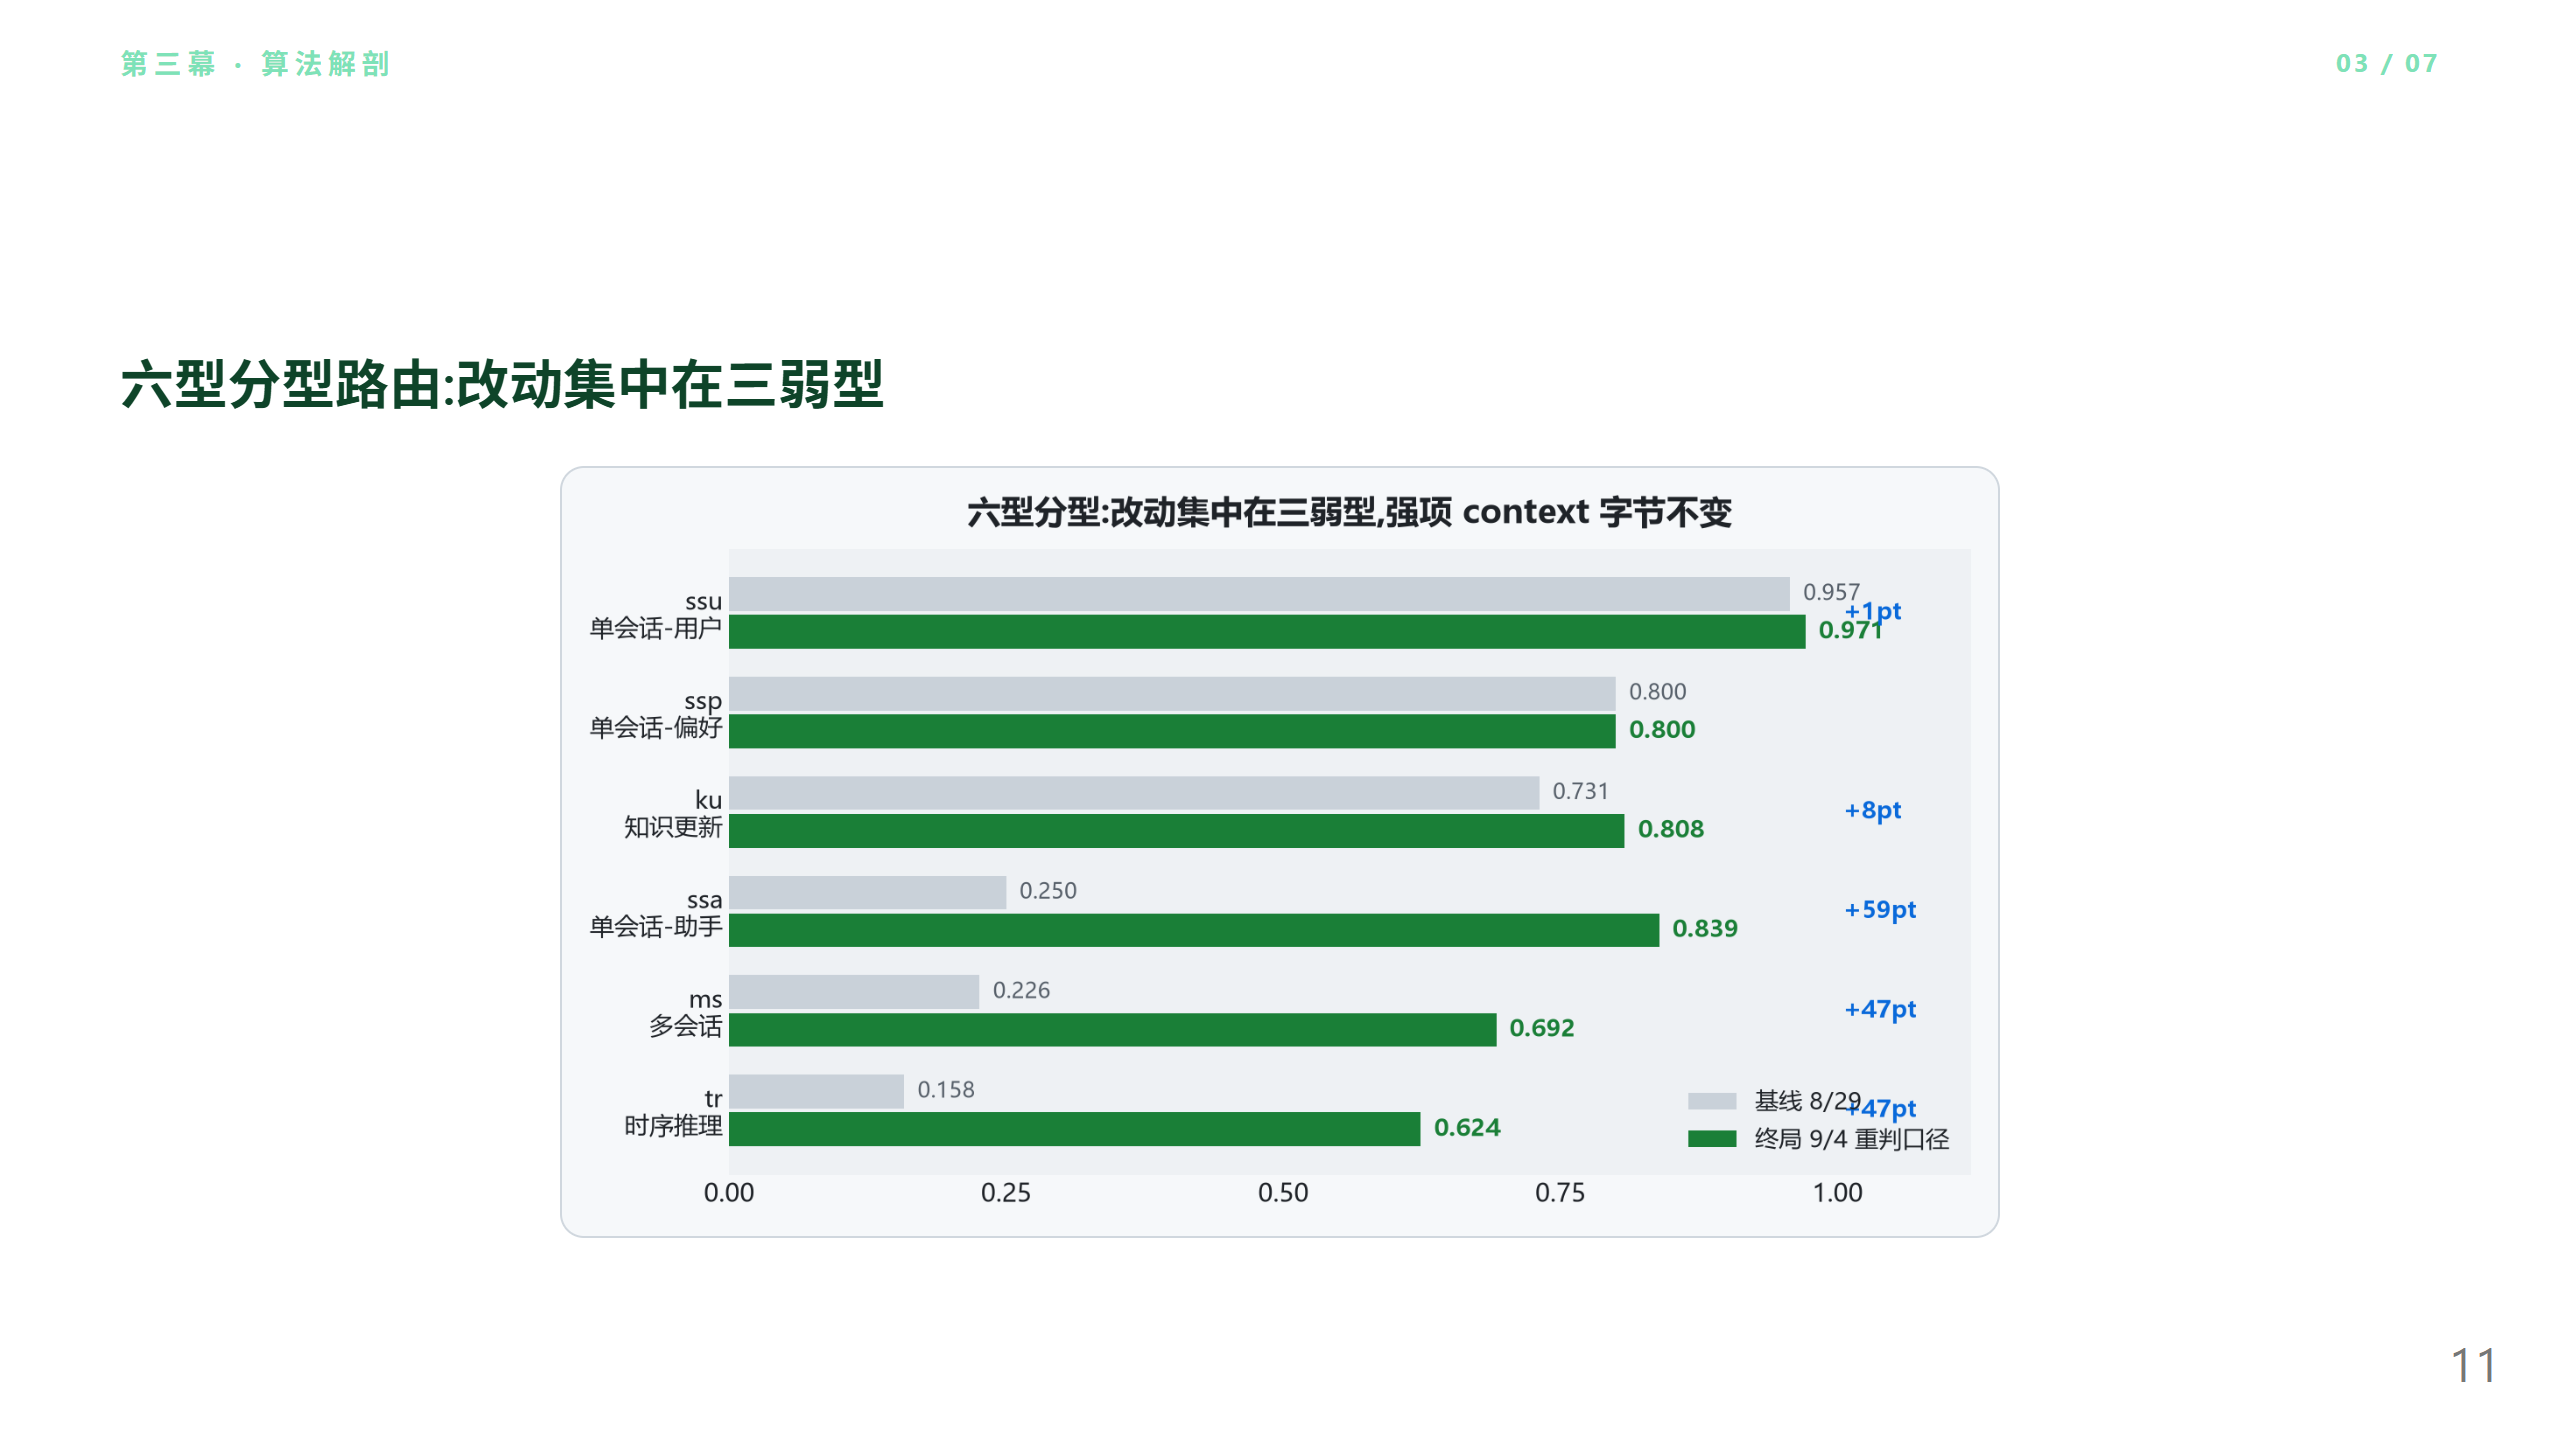 第三幕 · 算法解剖
03 / 07
六型分型路由:改动集中在三弱型
六型分型:改动集中在三弱型,强项 context 字节不变
ssu
单会话-用户
0.957
+1pt
0.971
ssp
单会话-偏好
0.800
0.800
ku
知识更新
0.731
+8pt
0.808
ssa
单会话-助手
0.250
+59pt
0.839
ms
多会话
0.226
+47pt
0.692
tr
时序推理
0.158
+47pt
0.624
基线 8/29
终局 9/4 重判口径
0.00
0.25
0.50
0.75
1.00
11